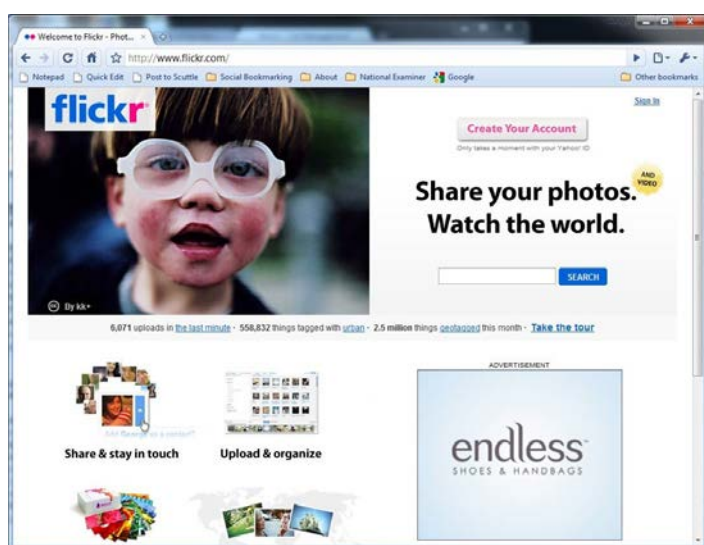 Welcome to Flickr - Phot...
http://www.flickr.com/
Notepad Quick Edit Post to Scuttle Social Bookmarking About National Examiner Google Other bookmarks
flickr
Sign In
Create Your Account
Only takes a moment with your Yahoo! ID
AND VIDEO
Share your photos.
Watch the world.
SEARCH
By kk+
6,071 uploads in the last minute · 558,832 things tagged with urban · 2.5 million things geotagged this month · Take the tour
ADVERTISEMENT
Add George as a contact?
Share & stay in touch
Upload & organize
endless
SHOES & HANDBAGS